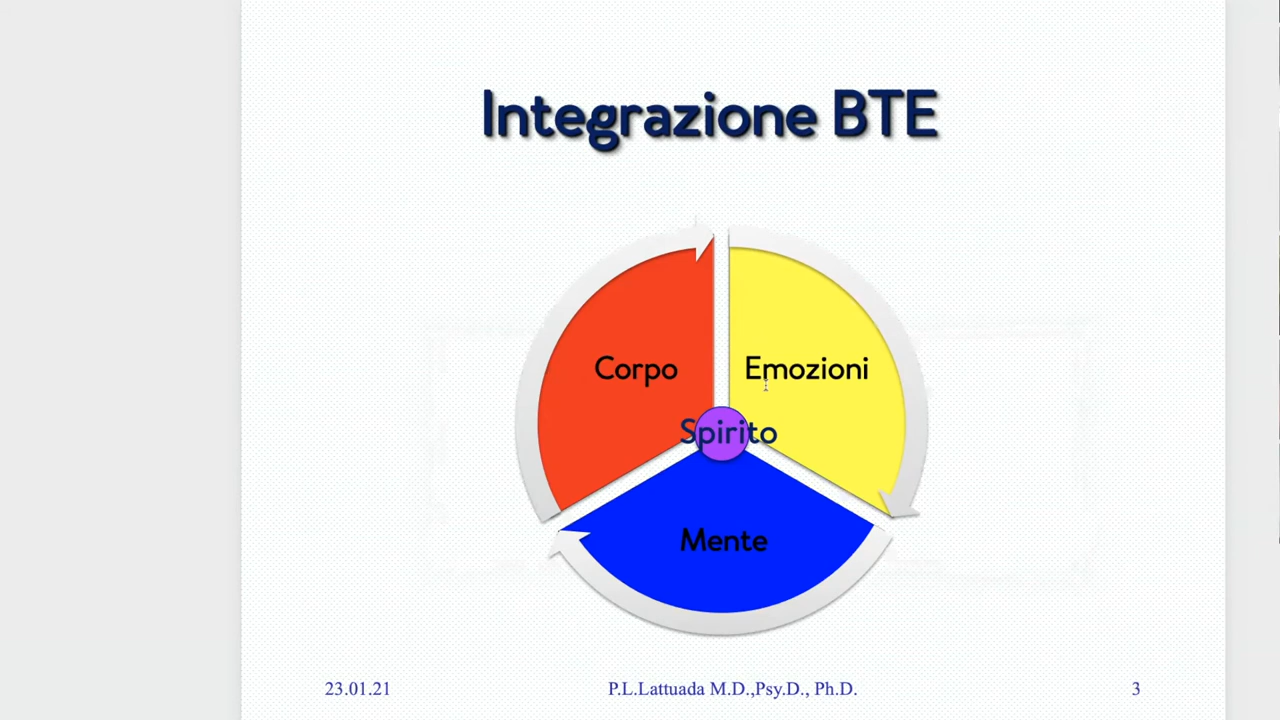 Integrazione BTE
Corpo
Emozioni
Spirito
Mente
23.01.21
P.L.Lattuada M.D.,Psy.D., Ph.D.
3